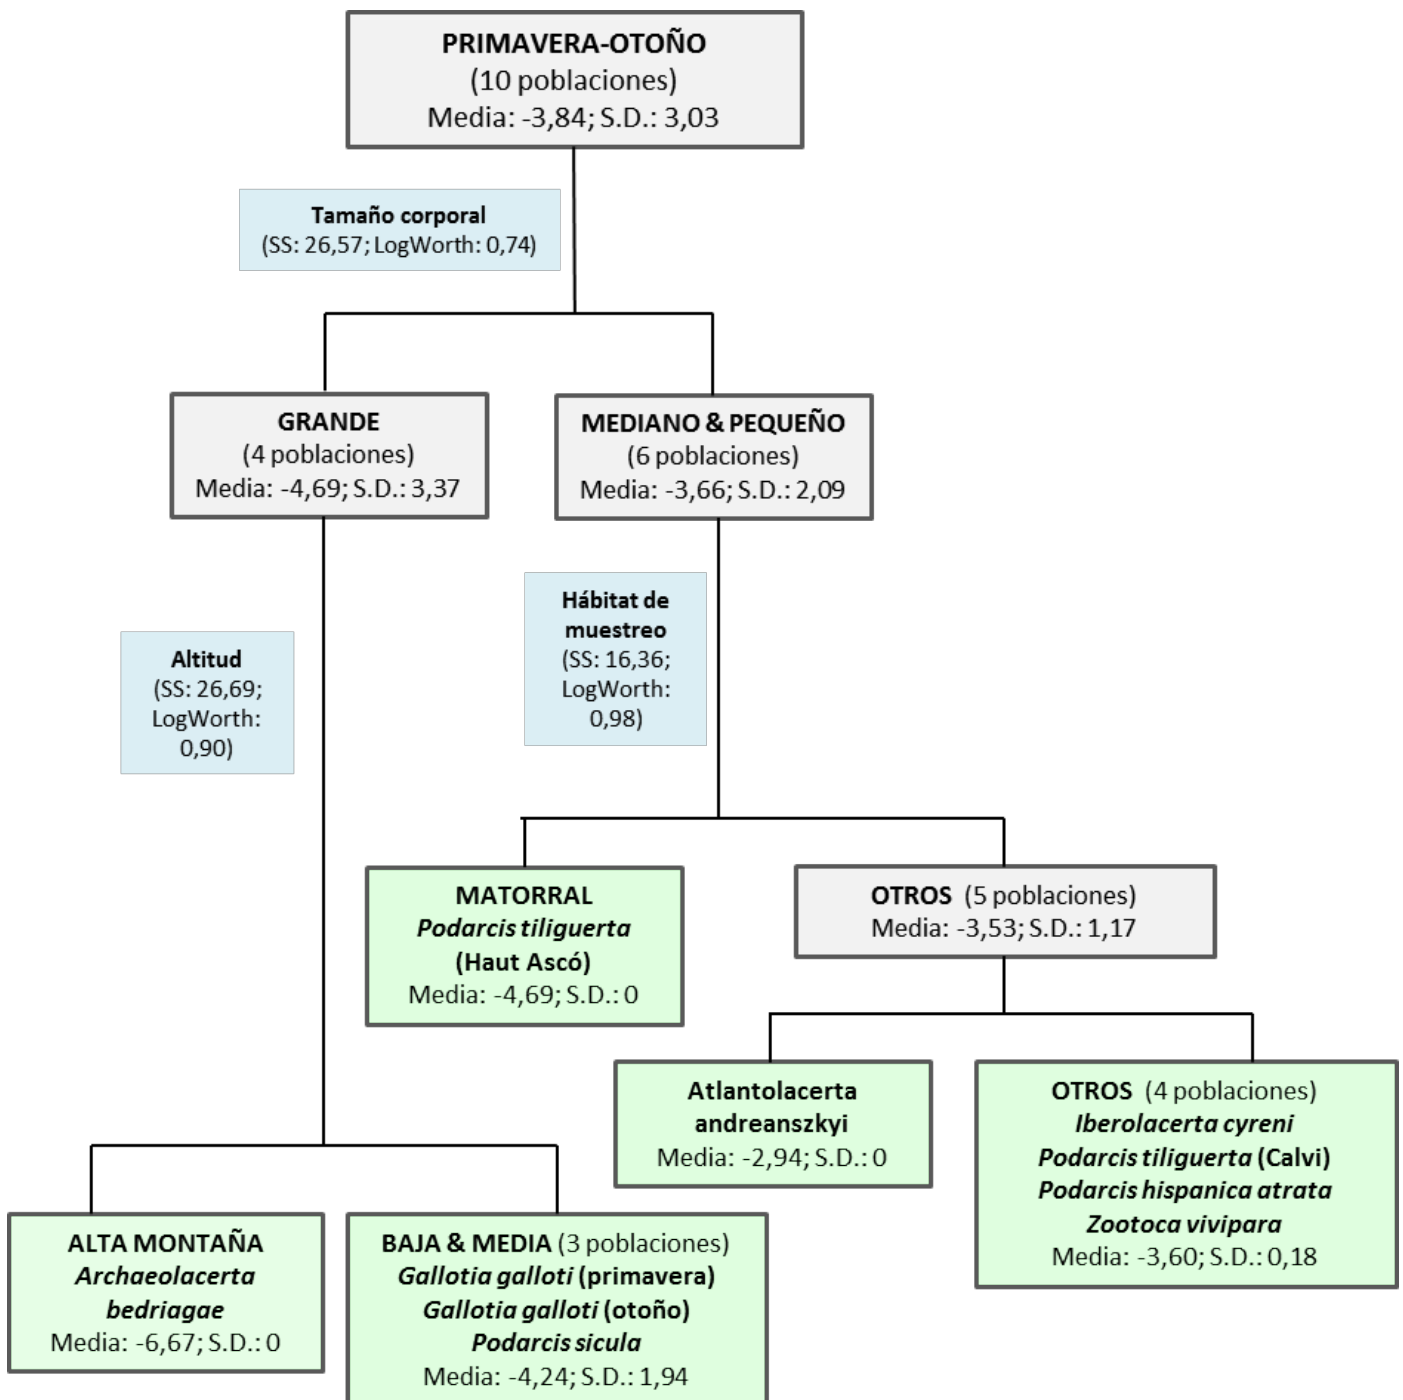 PRIMAVERA-OTOÑO
(10 poblaciones)
Media: -3,84; S.D.: 3,03
Tamaño corporal
(SS: 26,57; LogWorth: 0,74)
GRANDE
(4 poblaciones)
Media: -4,69; S.D.: 3,37
MEDIANO & PEQUEÑO
(6 poblaciones)
Media: -3,66; S.D.: 2,09
Altitud
(SS: 26,69;
LogWorth:
0,90)
Hábitat de
muestreo
(SS: 16,36;
LogWorth:
0,98)
MATORRAL
Podarcis tiliguerta
(Haut Ascó)
Media: -4,69; S.D.: 0
OTROS (5 poblaciones)
Media: -3,53; S.D.: 1,17
Atlantolacerta
andreanszkyi
Media: -2,94; S.D.: 0
OTROS (4 poblaciones)
Iberolacerta cyreni
Podarcis tiliguerta (Calvi)
Podarcis hispanica atrata
Zootoca vivipara
Media: -3,60; S.D.: 0,18
ALTA MONTAÑA
Archaeolacerta
bedriagae
Media: -6,67; S.D.: 0
BAJA & MEDIA (3 poblaciones)
Gallotia galloti (primavera)
Gallotia galloti (otoño)
Podarcis sicula
Media: -4,24; S.D.: 1,94